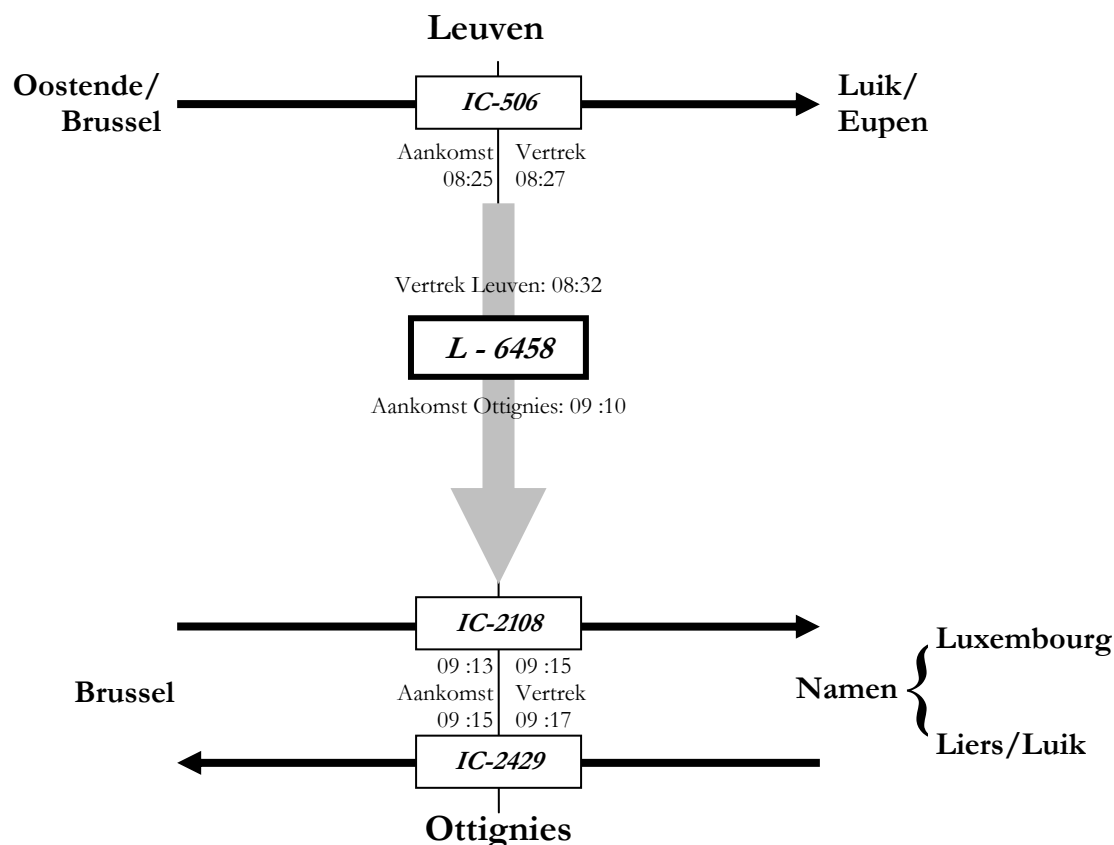 Leuven
Oostende/
Brussel
IC-506
Luik/
Eupen
Aankomst Vertrek
08:25 08:27
Vertrek Leuven: 08:32
L - 6458
Aankomst Ottignies: 09 :10
IC-2108
Luxembourg
09 :13 09 :15
Brussel
Aankomst Vertrek
Namen {
09 :15 09 :17
Liers/Luik
IC-2429
Ottignies